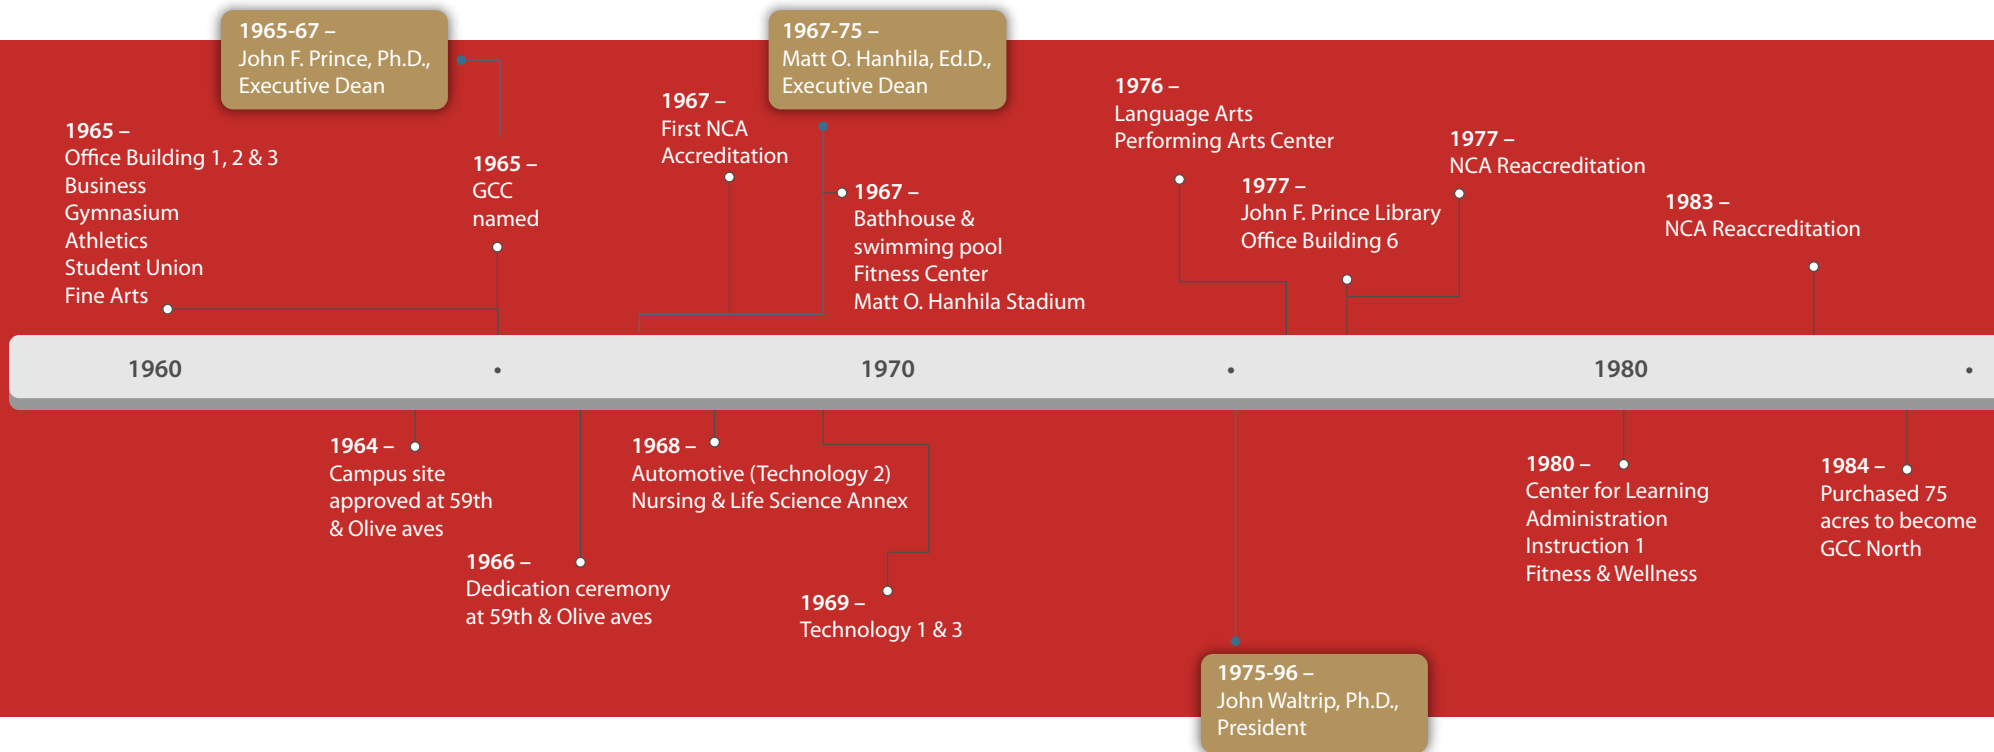 1965-67 –
John F. Prince, Ph.D.,
Executive Dean
1967-75 –
Matt O. Hanhila, Ed.D.,
Executive Dean
1965 –
Office Building 1, 2 & 3
Business
Gymnasium
Athletics
Student Union
Fine Arts
1965 –
GCC
named
1967 –
First NCA
Accreditation
1967 –
Bathhouse &
swimming pool
Fitness Center
Matt O. Hanhila Stadium
1976 –
Language Arts
Performing Arts Center
1977 –
John F. Prince Library
Office Building 6
1977 –
NCA Reaccreditation
1983 –
NCA Reaccreditation
1960 • 1970 • 1980 •
1964 –
Campus site
approved at 59th
& Olive aves
1966 –
Dedication ceremony
at 59th & Olive aves
1968 –
Automotive (Technology 2)
Nursing & Life Science Annex
1969 –
Technology 1 & 3
1975-96 –
John Waltrip, Ph.D.,
President
1980 –
Center for Learning
Administration
Instruction 1
Fitness & Wellness
1984 –
Purchased 75
acres to become
GCC North